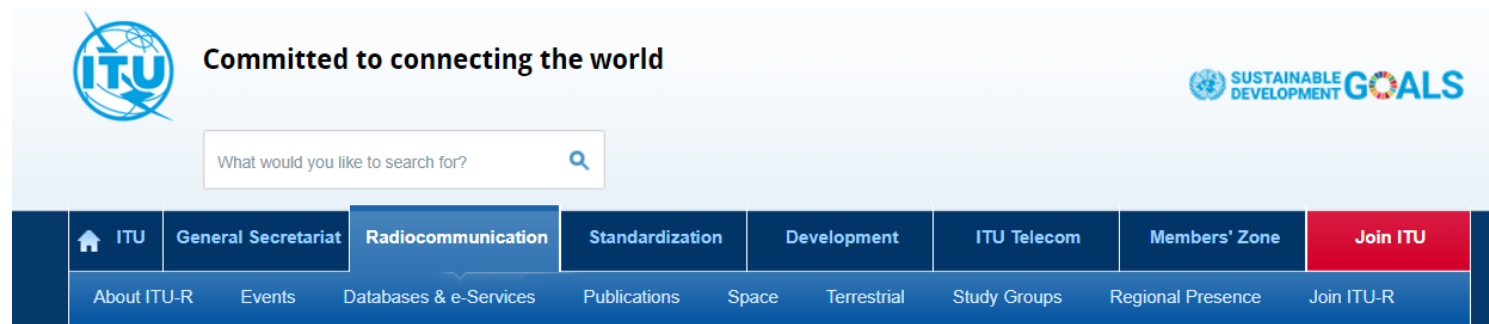 ITU
Committed to connecting the world
SUSTAINABLE
DEVELOPMENT GOALS
What would you like to search for?
ITU General Secretariat Radiocommunication Standardization Development ITU Telecom Members' Zone Join ITU
About ITU-R Events Databases & e-Services Publications Space Terrestrial Study Groups Regional Presence Join ITU-R